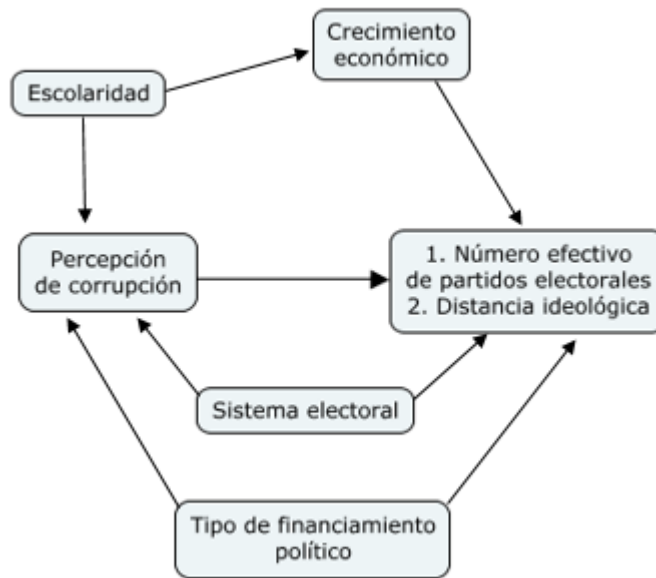 Crecimiento
económico
Escolaridad
Percepción
de corrupción
1. Número efectivo
de partidos electorales
2. Distancia ideológica
Sistema electoral
Tipo de financiamiento
político